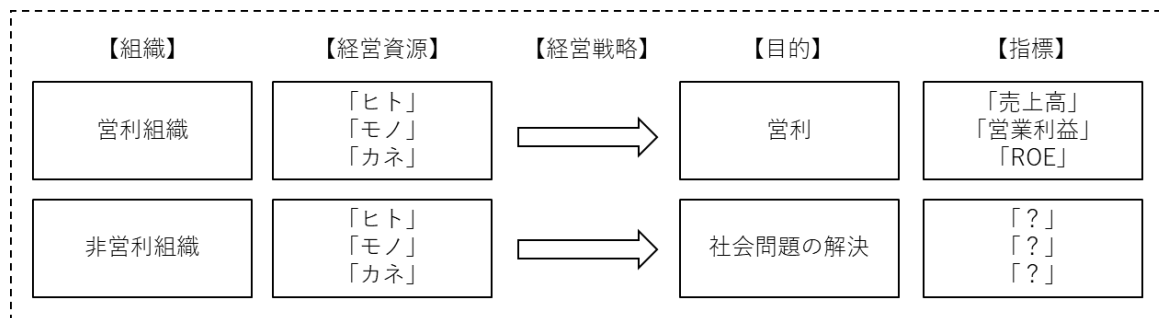 【組織】
【経営資源】
【経営戦略】
【目的】
【指標】
営利組織
「ヒト」
「モノ」
「カネ」
営利
「売上高」
「営業利益」
「ROE」
非営利組織
「ヒト」
「モノ」
「カネ」
社会問題の解決
「？」
「？」
「？」